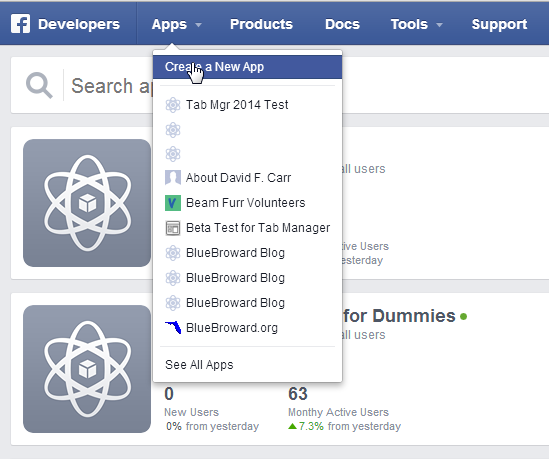 Developers Apps Products Docs Tools Support
Create a New App
Search ap
Tab Mgr 2014 Test
all users
About David F. Carr
Beam Furr Volunteers
Beta Test for Tab Manager
Active Users
yesterday
BlueBroward Blog
BlueBroward Blog
BlueBroward Blog
BlueBroward.org
for Dummies
all users
See All Apps
0 63
New Users Monthy Active Users
0% from yesterday 7.3% from yesterday